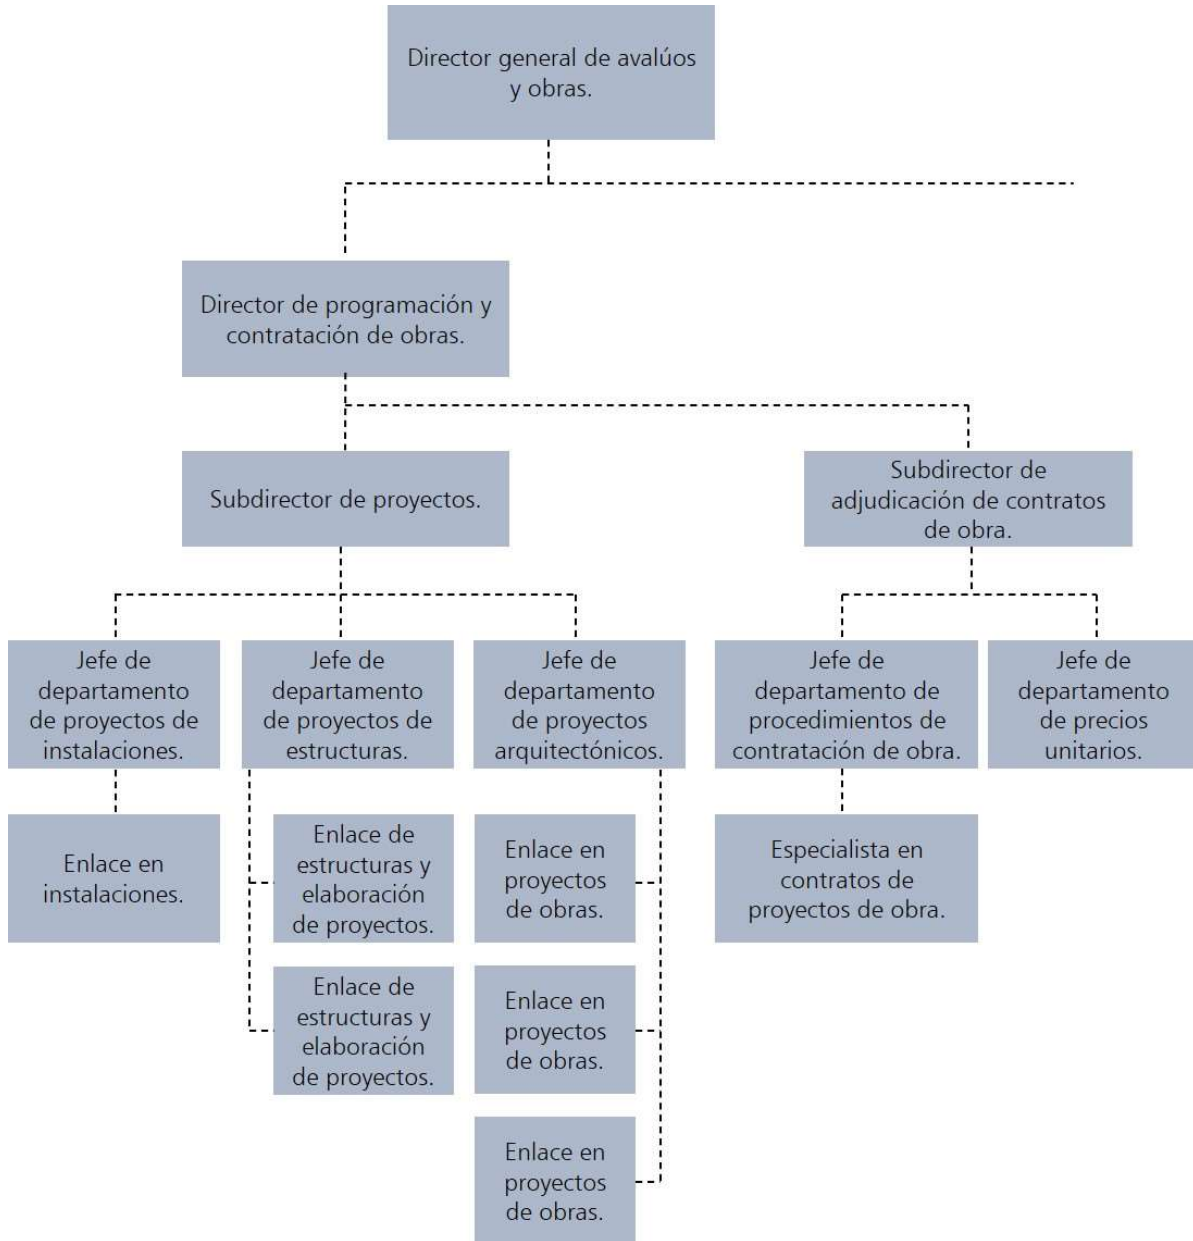 Director general de avalúos
y obras.
Director de programación y
contratación de obras.
Subdirector de proyectos.
Subdirector de
adjudicación de contratos
de obra.
Jefe de
departamento
de proyectos de
instalaciones.
Jefe de
departamento
de proyectos de
estructuras.
Jefe de
departamento
de proyectos
arquitectónicos.
Jefe de
departamento de
procedimientos de
contratación de obra.
Jefe de
departamento
de precios
unitarios.
Enlace en
instalaciones.
Enlace de
estructuras y
elaboración
de proyectos.
Enlace en
proyectos
de obras.
Especialista en
contratos de
proyectos de obra.
Enlace de
estructuras y
elaboración
de proyectos.
Enlace en
proyectos
de obras.
Enlace en
proyectos
de obras.